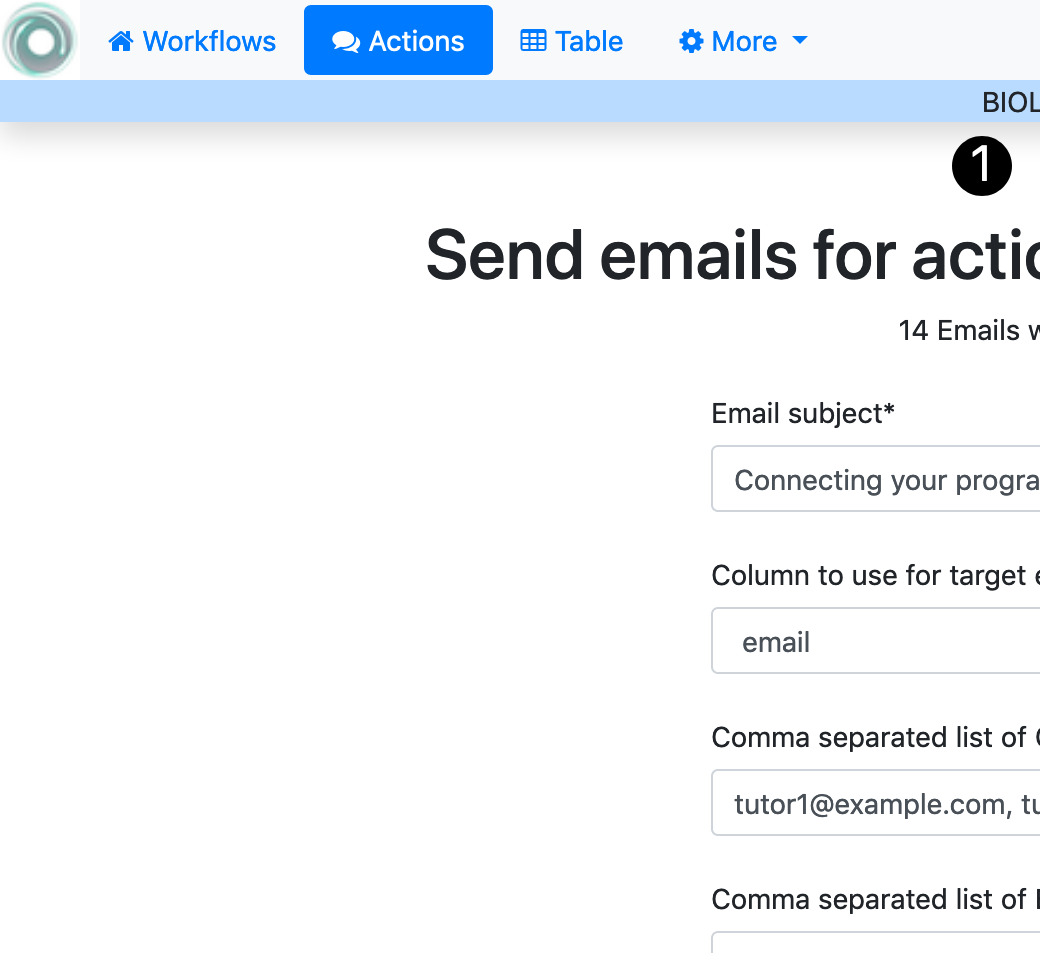 Workflows Actions Table More
BIOL
1
Send emails for actio
14 Emails w
Email subject*
Connecting your progra
Column to use for target e
email
Comma separated list of
tutor1@example.com, tu
Comma separated list of